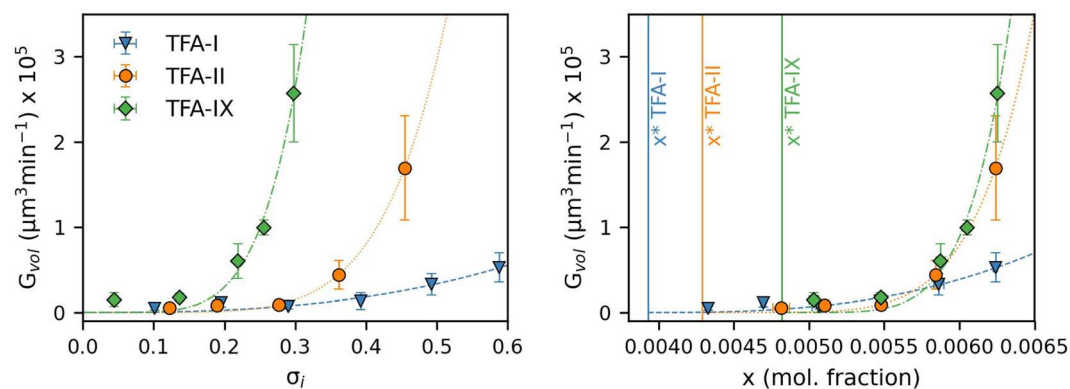 G_vol (μm³min⁻¹) x 10⁵
3
2
1
0
TFA-I
TFA-II
TFA-IX
0.0 0.1 0.2 0.3 0.4 0.5 0.6
σ_i
G_vol (μm³min⁻¹) x 10⁵
3
2
1
0
x* TFA-I
x* TFA-II
x* TFA-IX
0.0040 0.0045 0.0050 0.0055 0.0060 0.0065
x (mol. fraction)